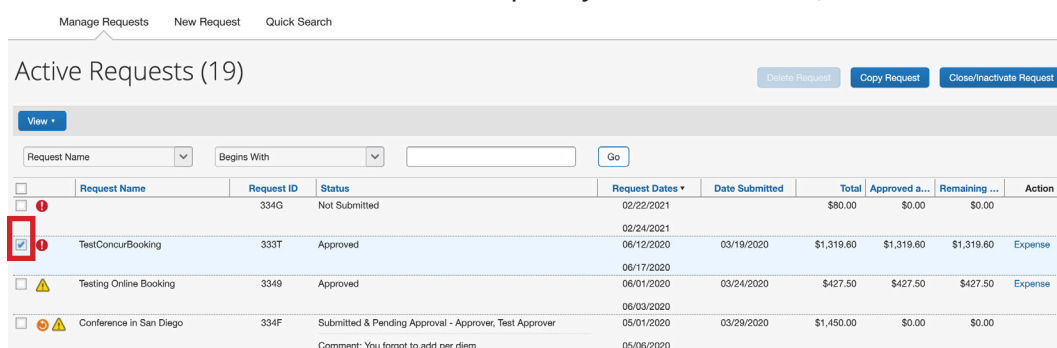 Manage Requests New Request Quick Search
Active Requests (19)
Delete Request Copy Request Close/Inactivate Request
View
Request Name Begins With Go
Request Name Request ID Status Request Dates Date Submitted Total Approved a... Remaining ... Action
334G Not Submitted 02/22/2021 $80.00 $0.00 $0.00
02/24/2021
TestConcurBooking 333T Approved 06/12/2020 03/19/2020 $1,319.60 $1,319.60 $1,319.60 Expense
06/17/2020
Testing Online Booking 3349 Approved 06/01/2020 03/24/2020 $427.50 $427.50 $427.50 Expense
06/03/2020
Conference in San Diego 334F Submitted & Pending Approval - Approver, Test Approver 05/01/2020 03/29/2020 $1,450.00 $0.00 $0.00
Comment: You forgot to add per diem. 05/06/2020